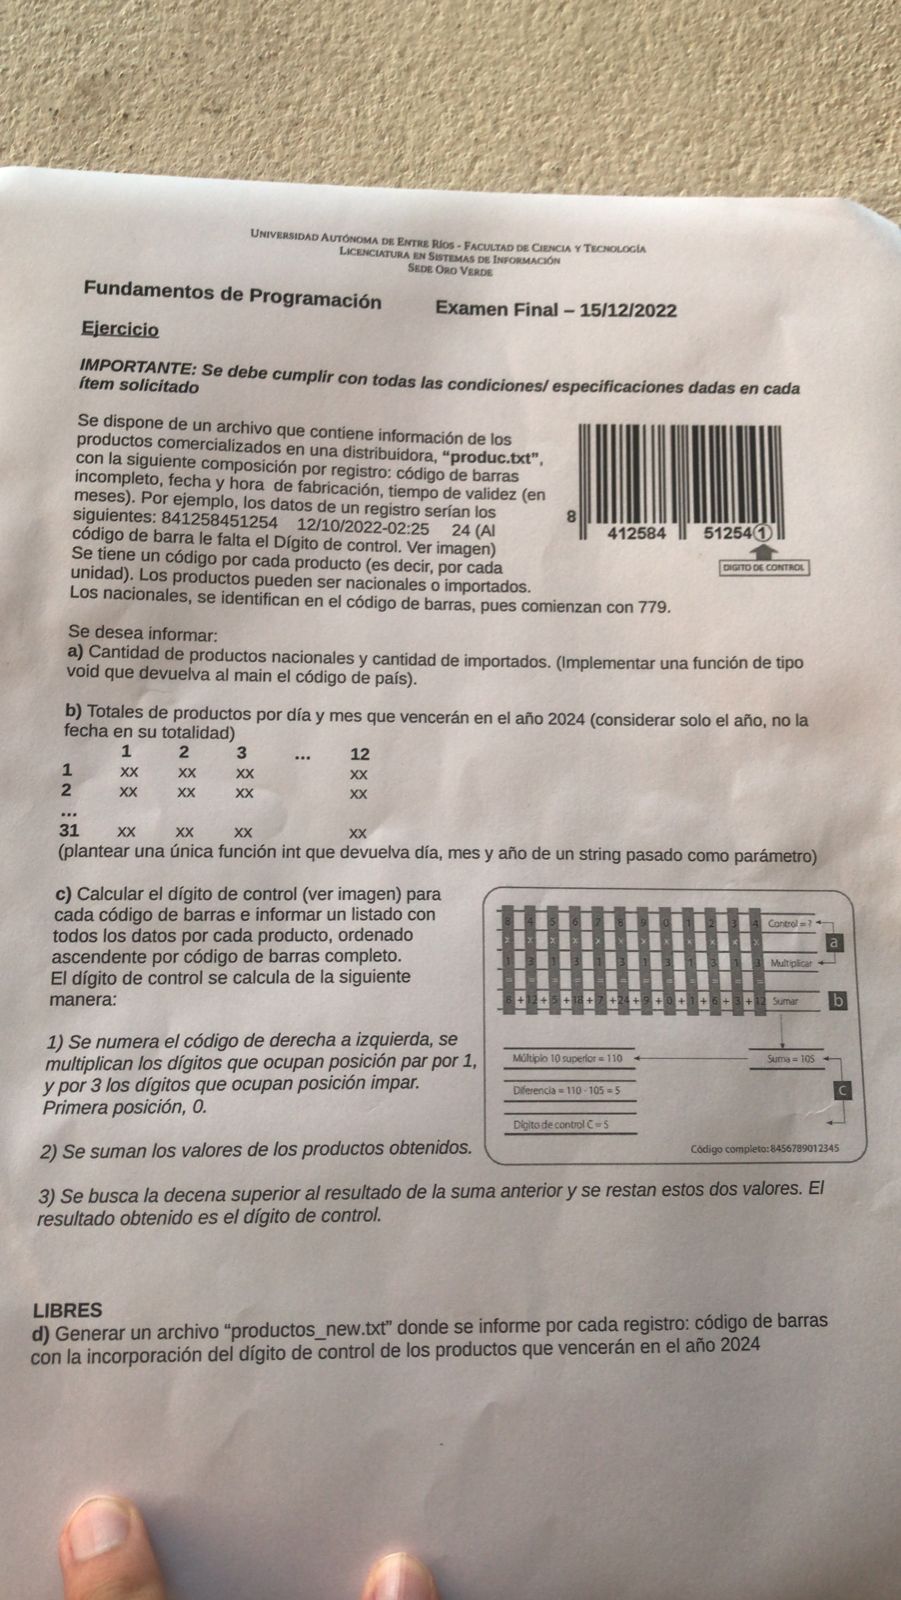 UNIVERSIDAD AUTÓNOMA DE ENTRE RÍOS - FACULTAD DE CIENCIA Y TECNOLOGÍA
LICENCIATURA EN SISTEMAS DE INFORMACIÓN
SEDE ORO VERDE
Fundamentos de Programación Examen Final – 15/12/2022
Ejercicio
IMPORTANTE: Se debe cumplir con todas las condiciones/ especificaciones dadas en cada
ítem solicitado
Se dispone de un archivo que contiene información de los
productos comercializados en una distribuidora, “produc.txt”,
con la siguiente composición por registro: código de barras
incompleto, fecha y hora de fabricación, tiempo de validez (en
meses). Por ejemplo, los datos de un registro serían los
siguientes: 841258451254 12/10/2022-02:25 24 (Al
código de barra le falta el Dígito de control. Ver imagen)
Se tiene un código por cada producto (es decir, por cada
unidad). Los productos pueden ser nacionales o importados.
Los nacionales, se identifican en el código de barras, pues comienzan con 779.
8 412584 51254 1
DIGITO DE CONTROL
Se desea informar:
a) Cantidad de productos nacionales y cantidad de importados. (Implementar una función de tipo
void que devuelva al main el código de país).
b) Totales de productos por día y mes que vencerán en el año 2024 (considerar solo el año, no la
fecha en su totalidad)
1 2 3 ... 12
1 xx xx xx xx
2 xx xx xx xx
...
31 xx xx xx xx
(plantear una única función int que devuelva día, mes y año de un string pasado como parámetro)
c) Calcular el dígito de control (ver imagen) para
cada código de barras e informar un listado con
todos los datos por cada producto, ordenado
ascendente por código de barras completo.
El dígito de control se calcula de la siguiente
manera:
1) Se numera el código de derecha a izquierda, se
multiplican los dígitos que ocupan posición par por 1,
y por 3 los dígitos que ocupan posición impar.
Primera posición, 0.
2) Se suman los valores de los productos obtenidos.
3) Se busca la decena superior al resultado de la suma anterior y se restan estos dos valores. El
resultado obtenido es el dígito de control.
8 4 5 6 7 8 9 0 1 2 3 4 Control = ?
x x x x x x x x x x x x a
1 3 1 3 1 3 1 3 1 3 1 3 Multiplicar
= = = = = = = = = = = =
8 + 12 + 5 + 18 + 7 + 24 + 9 + 0 + 1 + 6 + 3 + 12 Sumar b
Múltiplo 10 superior = 110 Suma = 105
Diferencia = 110 - 105 = 5 C
Dígito de control C = 5
Código completo: 8456789012345
LIBRES
d) Generar un archivo “productos_new.txt” donde se informe por cada registro: código de barras
con la incorporación del dígito de control de los productos que vencerán en el año 2024